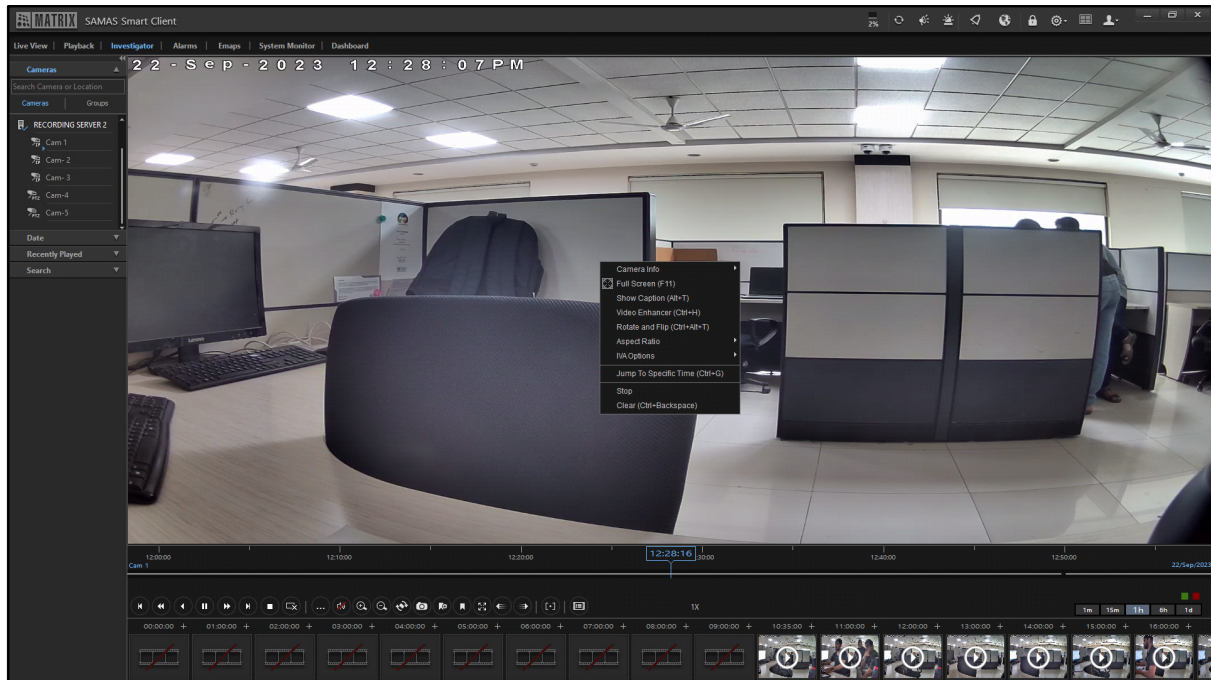 MATRIX SAMAS Smart Client
2%
Live View | Playback | Investigator | Alarms | Emaps | System Monitor | Dashboard
Cameras
Search Camera or Location
Cameras | Groups
RECORDING SERVER 2
Cam 1
Cam- 2
Cam- 3
PTZ Cam-4
PTZ Cam-5
Date
Recently Played
Search
22-Sep-2023 12:28:07PM
Lenovo
Camera Info
Full Screen (F11)
Show Caption (Alt+T)
Video Enhancer (Ctrl+H)
Rotate and Flip (Ctrl+Alt+T)
Aspect Ratio
IVA Options
Jump To Specific Time (Ctrl+G)
Stop
Clear (Ctrl+Backspace)
12:00:00 12:10:00 12:20:00 12:28:16 :30:00 12:40:00 12:50:00
Cam 1 22/Sep/2023
1X
1m 15m 1h 6h 1d
00:00:00 + 01:00:00 + 02:00:00 + 03:00:00 + 04:00:00 + 05:00:00 + 06:00:00 + 07:00:00 + 08:00:00 + 09:00:00 + 10:35:00 + 11:00:00 + 12:00:00 + 13:00:00 + 14:00:00 + 15:00:00 + 16:00:00 +